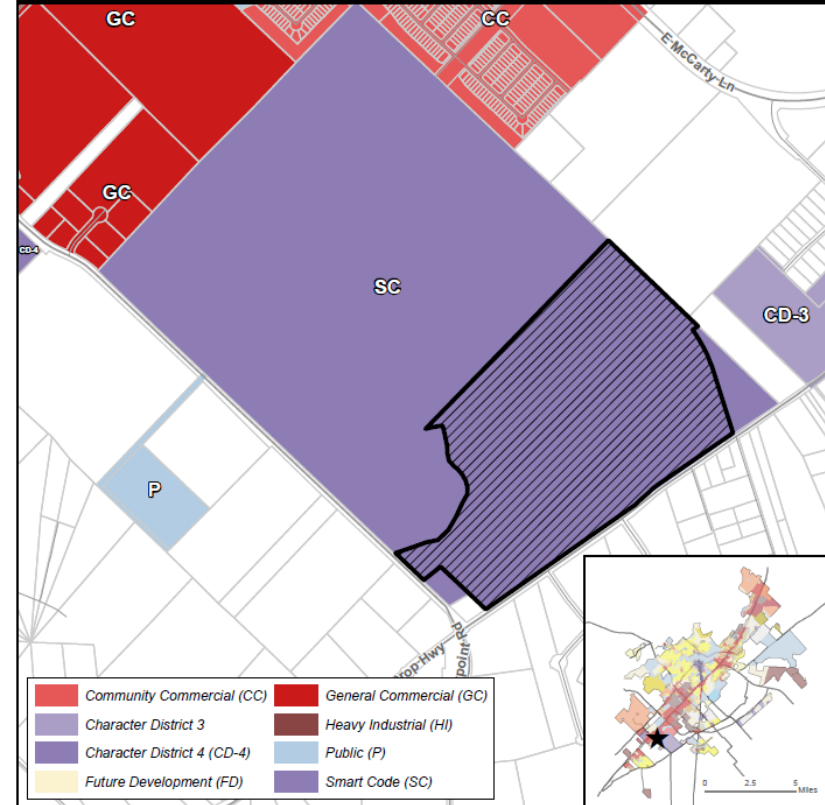 GC
CC
E McCarty Ln
GC
CD-4
SC
CD-3
P
rop Hwy
point Rd
Community Commercial (CC)
General Commercial (GC)
Character District 3
Heavy Industrial (HI)
Character District 4 (CD-4)
Public (P)
Future Development (FD)
Smart Code (SC)
0 2.5 5
Miles